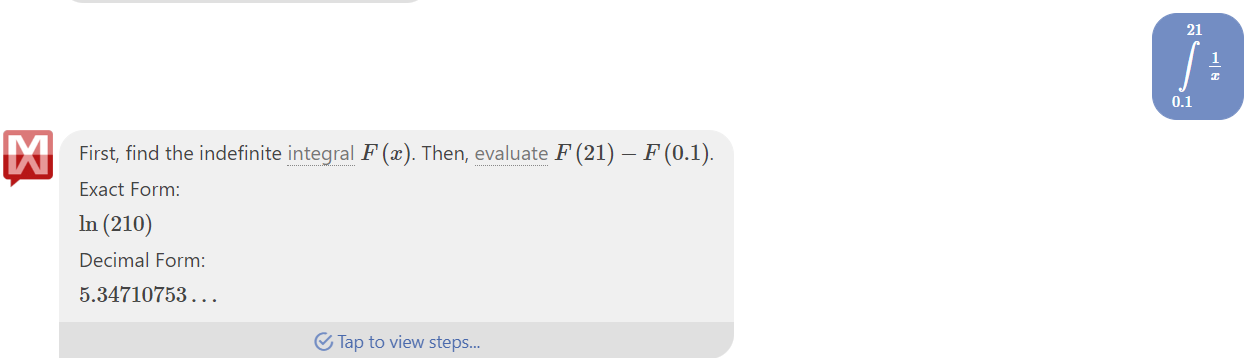 21
∫ 1/x
0.1
First, find the indefinite integral F (x). Then, evaluate F (21) − F (0.1).
Exact Form:
ln (210)
Decimal Form:
5.34710753...
Tap to view steps...